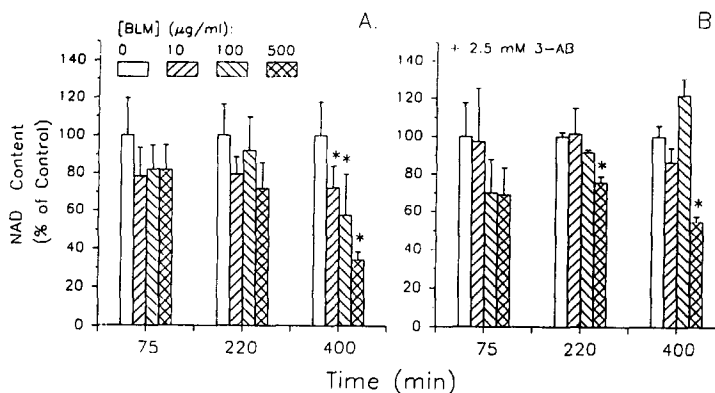 [BLM] (μg/ml):
0 10 100 500
A.
140
120
100
80
60
40
20
0
NAD Content
(% of Control)
* *
*
75 220 400
B
+ 2.5 mM 3-AB
140
120
100
80
60
40
20
0
*
*
75 220 400
Time (min)